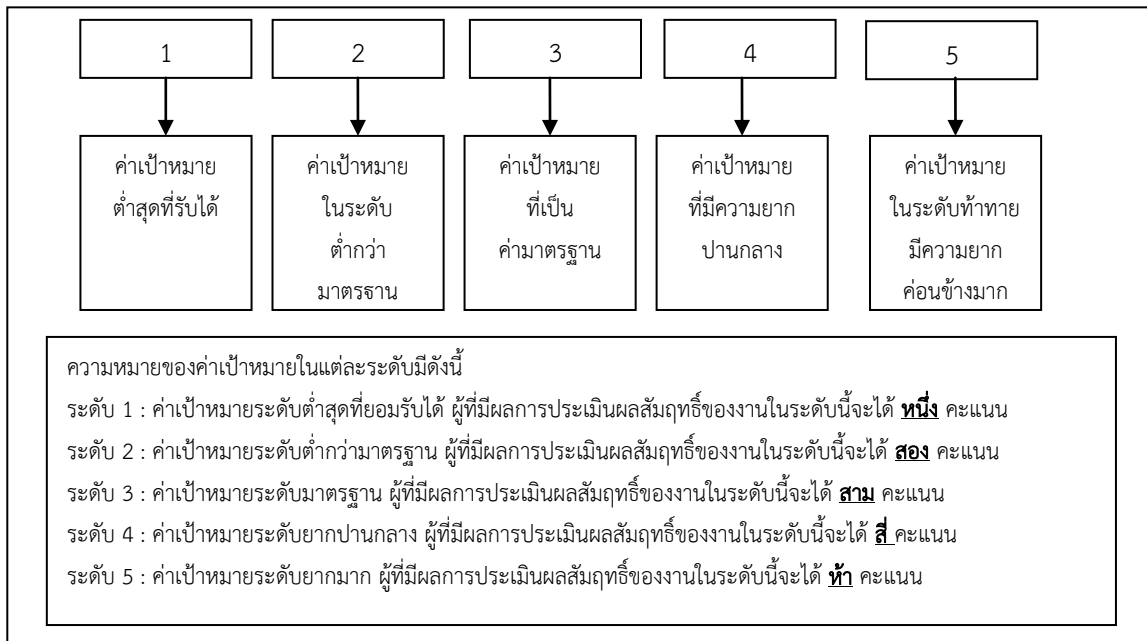 1
2
3
4
5
ค่าเป้าหมาย
ต่ำสุดที่รับได้
ค่าเป้าหมาย
ในระดับ
ต่ำกว่า
มาตรฐาน
ค่าเป้าหมาย
ที่เป็น
ค่ามาตรฐาน
ค่าเป้าหมาย
ที่มีความยาก
ปานกลาง
ค่าเป้าหมาย
ในระดับท้าทาย
มีความยาก
ค่อนข้างมาก
ความหมายของค่าเป้าหมายในแต่ละระดับมีดังนี้
ระดับ 1 : ค่าเป้าหมายระดับต่ำสุดที่ยอมรับได้ ผู้ที่มีผลการประเมินผลสัมฤทธิ์ของงานในระดับนี้จะได้ หนึ่ง คะแนน
ระดับ 2 : ค่าเป้าหมายระดับต่ำกว่ามาตรฐาน ผู้ที่มีผลการประเมินผลสัมฤทธิ์ของงานในระดับนี้จะได้ สอง คะแนน
ระดับ 3 : ค่าเป้าหมายระดับมาตรฐาน ผู้ที่มีผลการประเมินผลสัมฤทธิ์ของงานในระดับนี้จะได้ สาม คะแนน
ระดับ 4 : ค่าเป้าหมายระดับยากปานกลาง ผู้ที่มีผลการประเมินผลสัมฤทธิ์ของงานในระดับนี้จะได้ สี่ คะแนน
ระดับ 5 : ค่าเป้าหมายระดับยากมาก ผู้ที่มีผลการประเมินผลสัมฤทธิ์ของงานในระดับนี้จะได้ ห้า คะแนน